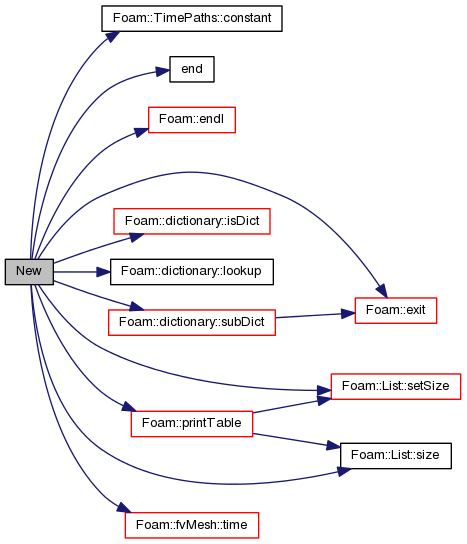 Foam::TimePaths::constant
end
Foam::endl
Foam::dictionary::isDict
New
Foam::dictionary::lookup
Foam::dictionary::subDict
Foam::exit
Foam::List::setSize
Foam::printTable
Foam::List::size
Foam::fvMesh::time